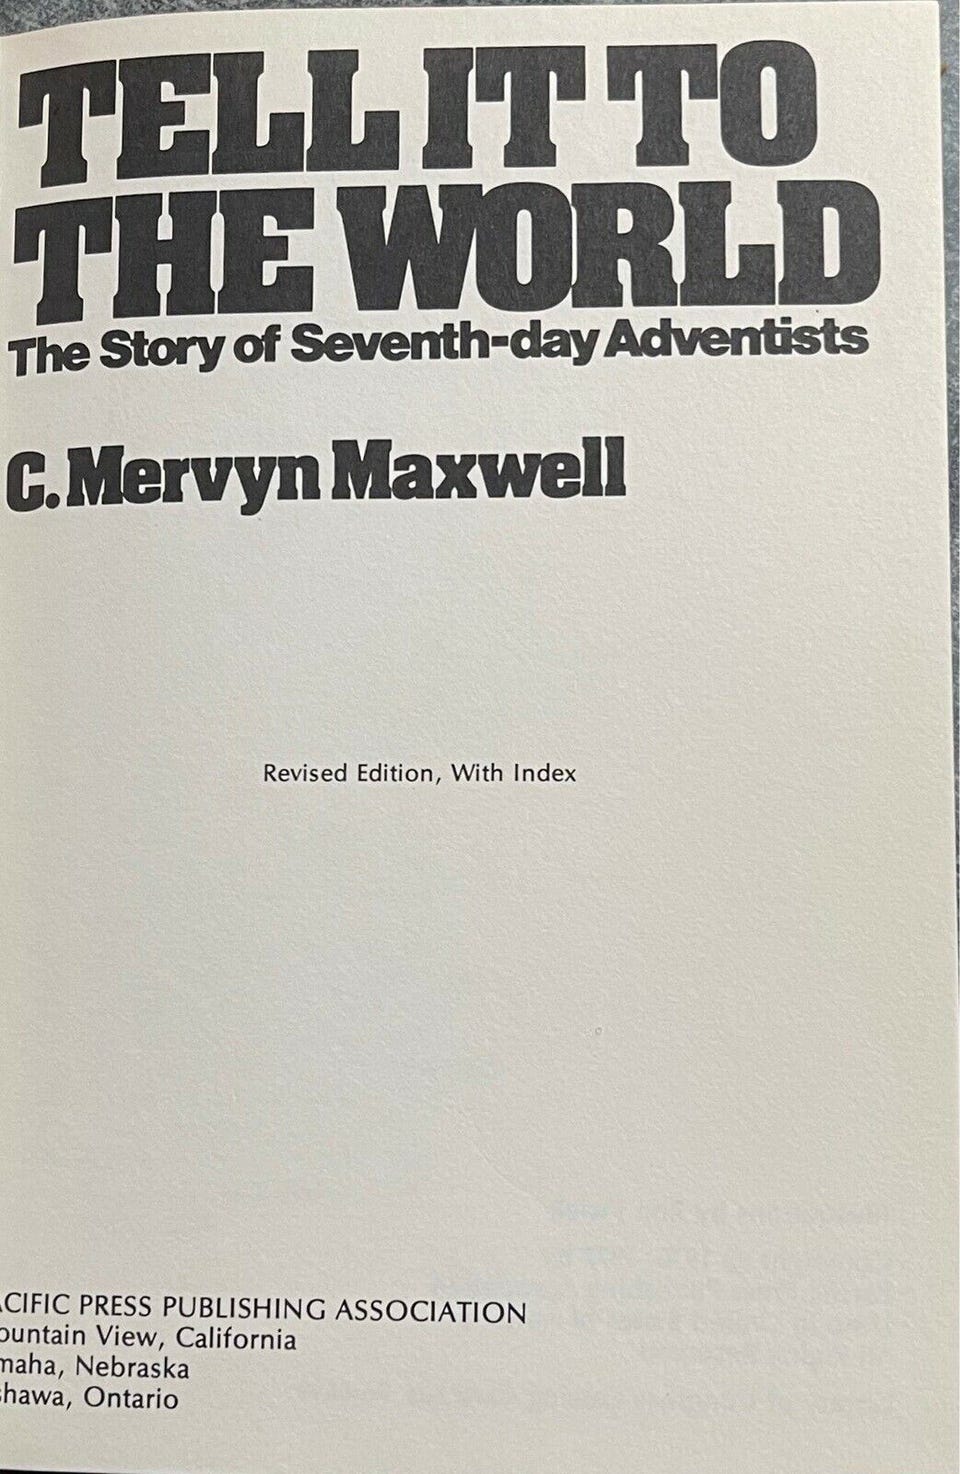 TELL IT TO
THE WORLD
The Story of Seventh-day Adventists
C. Mervyn Maxwell
Revised Edition, With Index
ACIFIC PRESS PUBLISHING ASSOCIATION
ountain View, California
maha, Nebraska
shawa, Ontario